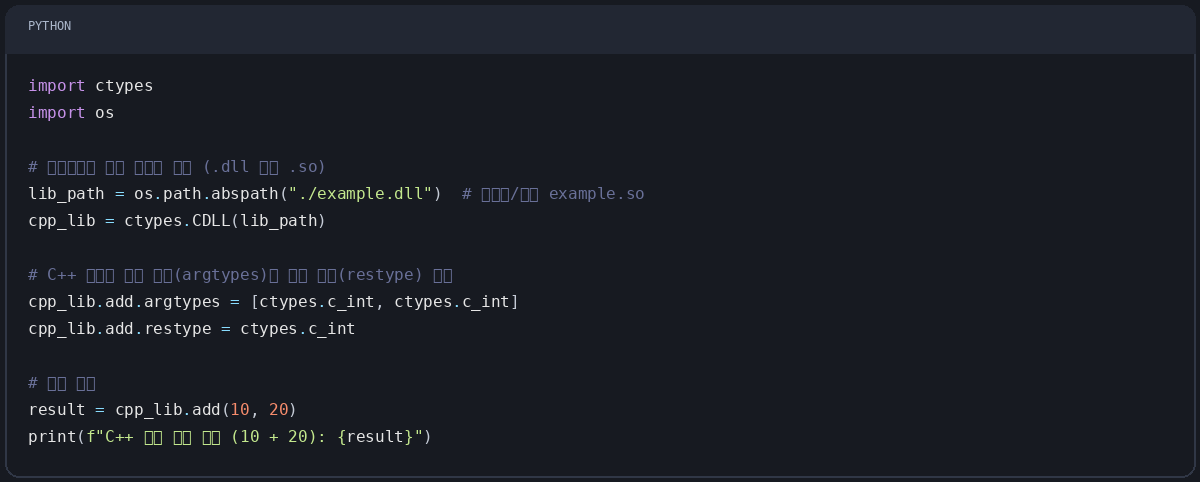 PYTHON
import ctypes
import os
# (.dll .so)
lib_path = os.path.abspath("./example.dll")  # / example.so
cpp_lib = ctypes.CDLL(lib_path)
# C++ (argtypes) (restype)
cpp_lib.add.argtypes = [ctypes.c_int, ctypes.c_int]
cpp_lib.add.restype = ctypes.c_int
#
result = cpp_lib.add(10, 20)
print(f"C++ (10 + 20): {result}")